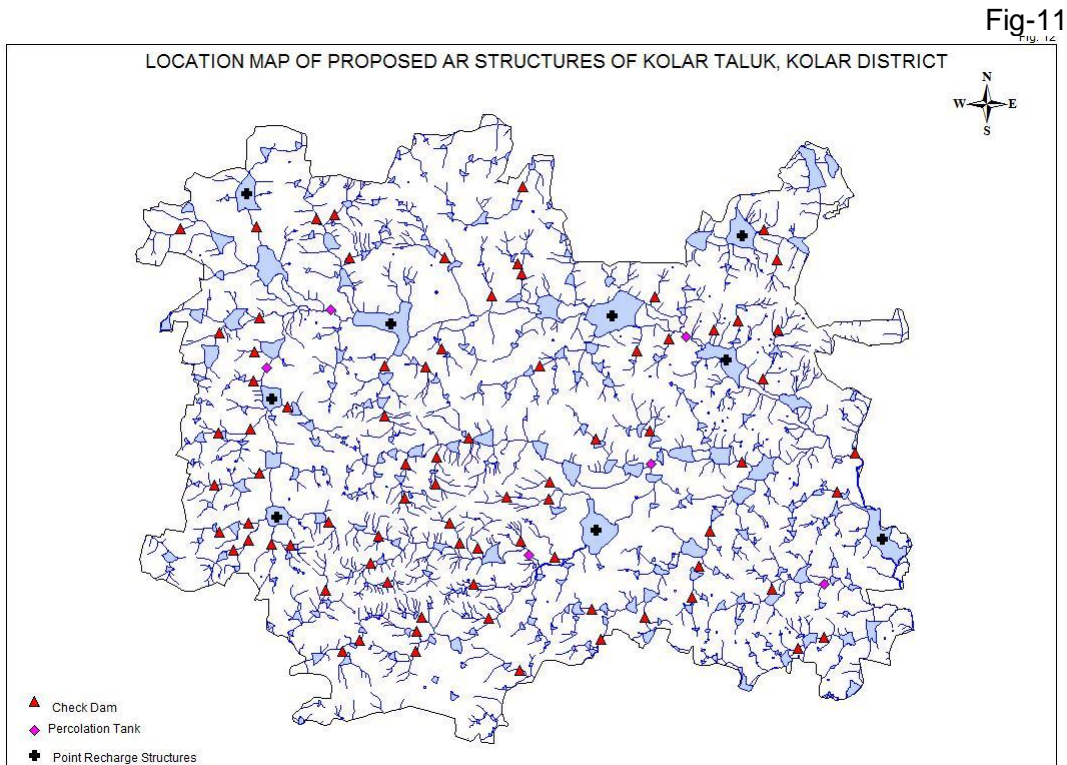 Fig-11
Fig. 12
LOCATION MAP OF PROPOSED AR STRUCTURES OF KOLAR TALUK, KOLAR DISTRICT
N
W E
S
Check Dam
Percolation Tank
Point Recharge Structures